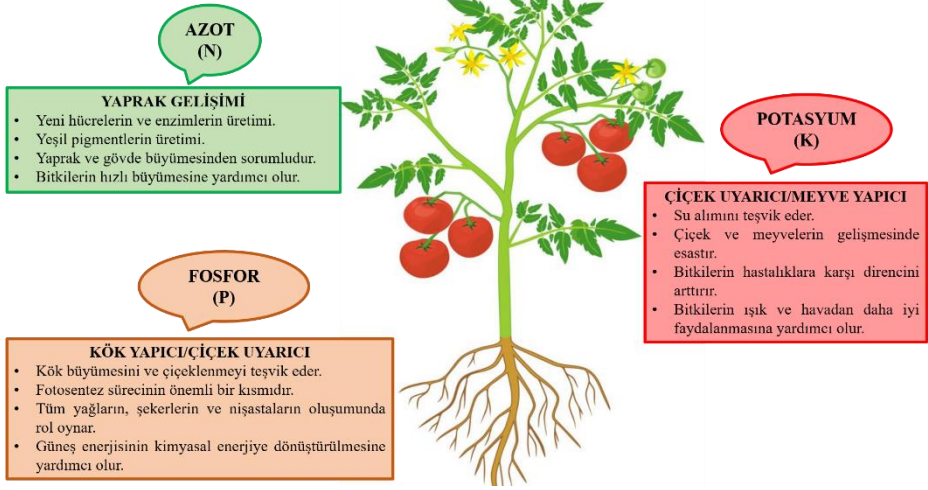 AZOT
(N)
YAPRAK GELİŞİMİ
• Yeni hücrelerin ve enzimlerin üretimi.
• Yeşil pigmentlerin üretimi.
• Yaprak ve gövde büyümesinden sorumludur.
• Bitkilerin hızlı büyümesine yardımcı olur.
FOSFOR
(P)
KÖK YAPICI/ÇİÇEK UYARICI
• Kök büyümesini ve çiçeklenmeyi teşvik eder.
• Fotosentez sürecinin önemli bir kısmıdır.
• Tüm yağların, şekerlerin ve nişastaların oluşumunda
rol oynar.
• Güneş enerjisinin kimyasal enerjiye dönüştürülmesine
yardımcı olur.
POTASYUM
(K)
ÇİÇEK UYARICI/MEYVE YAPICI
• Su alımını teşvik eder.
• Çiçek ve meyvelerin gelişmesinde
esastır.
• Bitkilerin hastalıklara karşı direncini
arttırır.
• Bitkilerin ışık ve havadan daha iyi
faydalanmasına yardımcı olur.